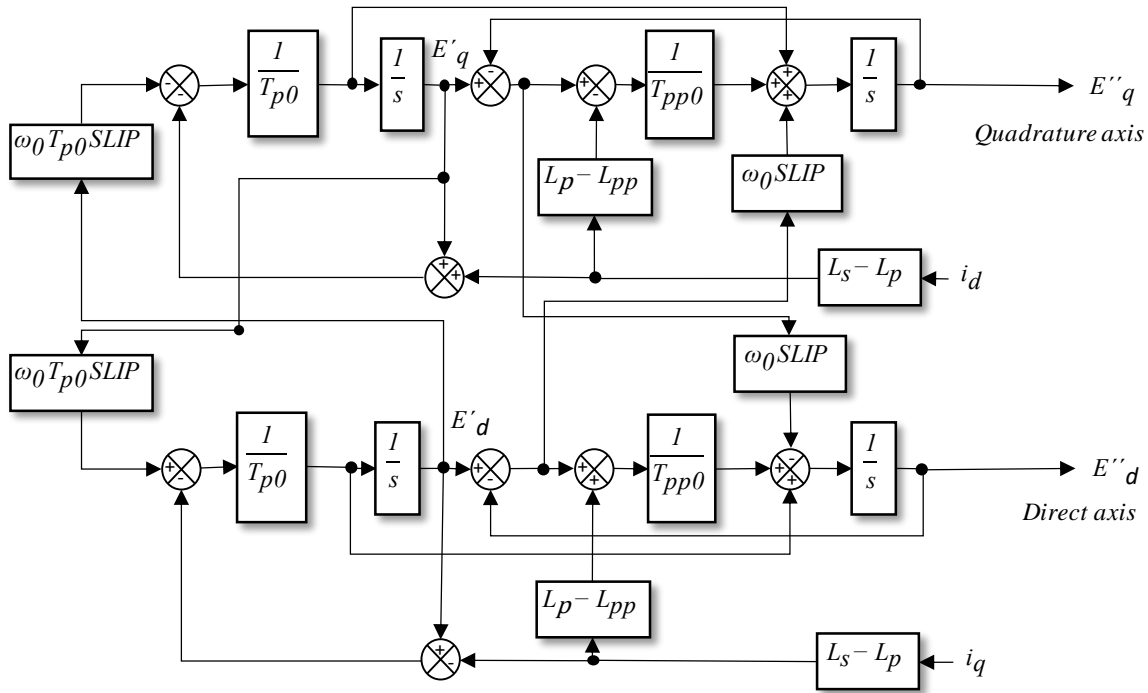 E′q
1
Tp0
1
s
1
Tpp0
1
s
E′′q
Quadrature axis
ω0Tp0SLIP
Lp − Lpp
ω0SLIP
Ls − Lp
id
ω0Tp0SLIP
ω0SLIP
E′d
1
Tp0
1
s
1
Tpp0
1
s
E′′d
Direct axis
Lp − Lpp
Ls − Lp
iq